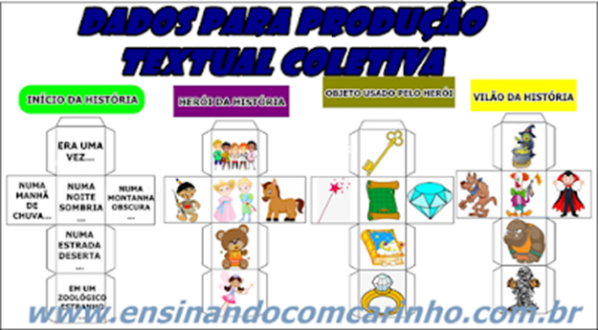 DADOS PARA PRODUÇÃO
TEXTUAL COLETIVA
INÍCIO DA HISTÓRIA
HERÓI DA HISTÓRIA
OBJETO USADO PELO HERÓI
VILÃO DA HISTÓRIA
ERA UMA
VEZ...
NUMA
MANHÃ
DE
CHUVA...
NUMA
NOITE
SOMBRIA
...
NUMA
MONTANHA
OBSCURA
...
NUMA
ESTRADA
DESERTA
...
EM UM
ZOOLÓGICO
ESTRANHO
www.ensinandocomcarinho.com.br